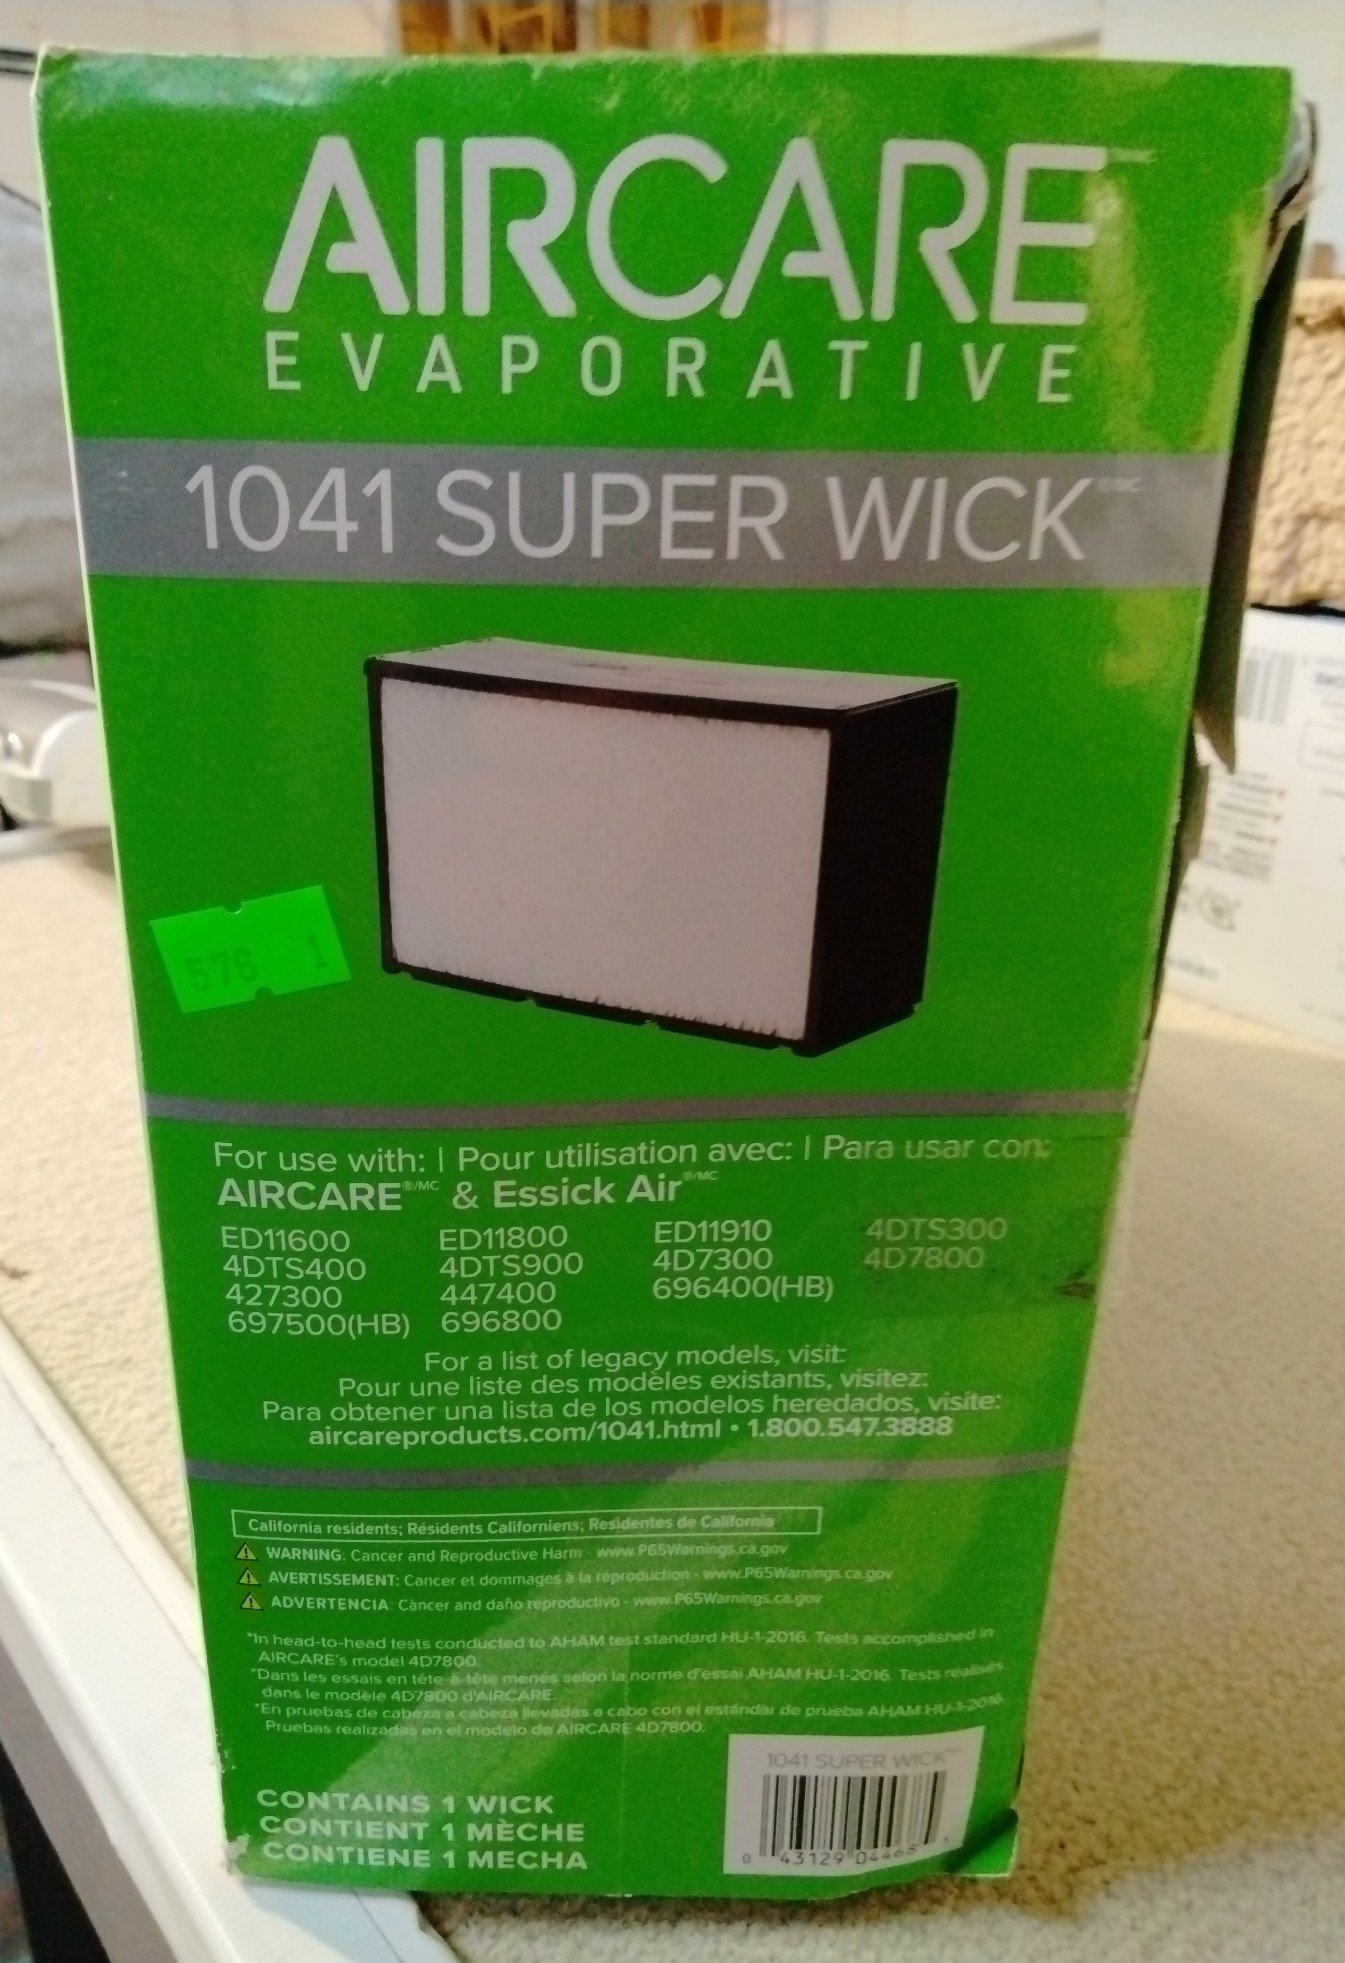 AIRCARE™
EVAPORATIVE
1041 SUPER WICK®/MC
576 1
For use with: | Pour utilisation avec: | Para usar con:
AIRCARE®/MC & Essick Air®/MC
ED11600 ED11800 ED11910 4DTS300
4DTS400 4DTS900 4D7300 4D7800
427300 447400 696400(HB)
697500(HB) 696800
For a list of legacy models, visit:
Pour une liste des modèles existants, visitez:
Para obtener una lista de los modelos heredados, visite:
aircareproducts.com/1041.html • 1.800.547.3888
California residents; Résidents Californiens; Residentes de California
WARNING: Cancer and Reproductive Harm - www.P65Warnings.ca.gov
AVERTISSEMENT: Cancer et dommages à la reproduction - www.P65Warnings.ca.gov
ADVERTENCIA: Càncer and daño reproductivo - www.P65Warnings.ca.gov
*In head-to-head tests conducted to AHAM test standard HU-1-2016. Tests accomplished in
AIRCARE's model 4D7800.
*Dans les essais en tête-à-tête menés selon la norme d'essai AHAM HU-1-2016. Tests réalisés
dans le modèle 4D7800 d'AIRCARE.
*En pruebas de cabeza a cabeza llevadas a cabo con el estándar de prueba AHAM HU-1-2016.
Pruebas realizadas en el modelo de AIRCARE 4D7800.
1041 SUPER WICK™
CONTAINS 1 WICK
CONTIENT 1 MÈCHE
CONTIENE 1 MECHA
0 43129